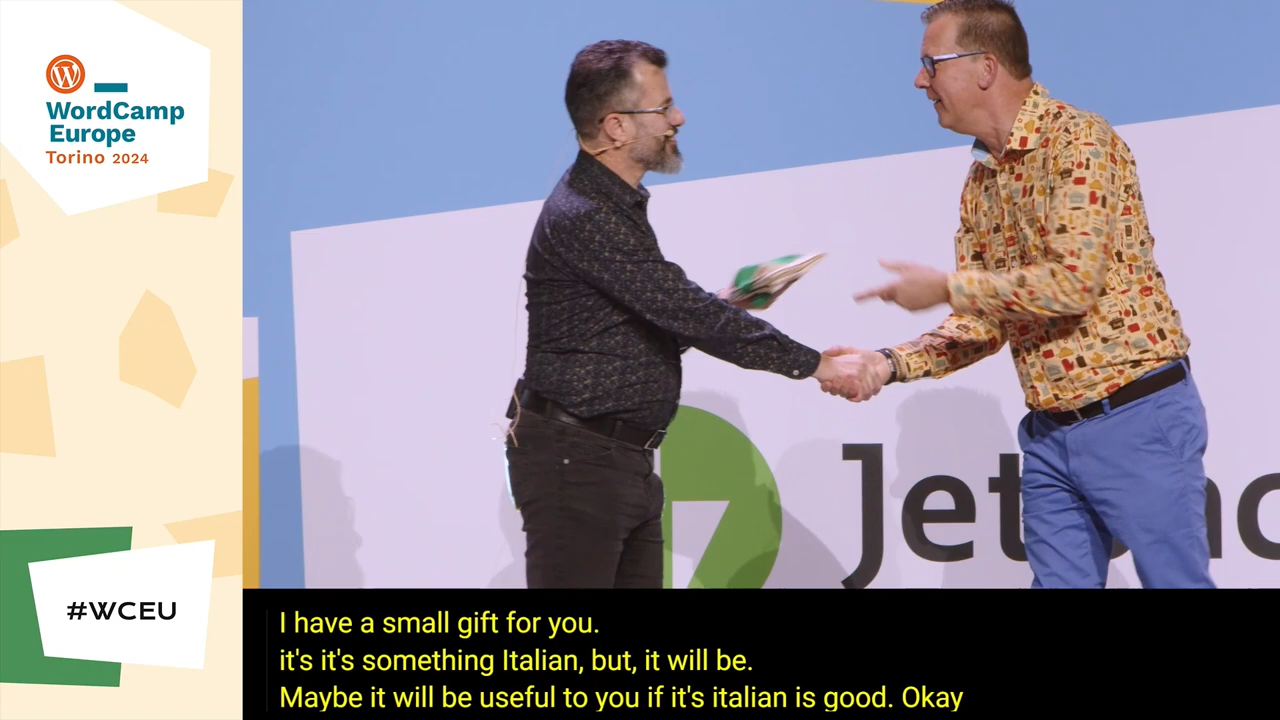 WordCamp
Europe
Torino 2024
#WCEU
I have a small gift for you.
it's it's something Italian, but, it will be.
Maybe it will be useful to you if it's italian is good. Okay